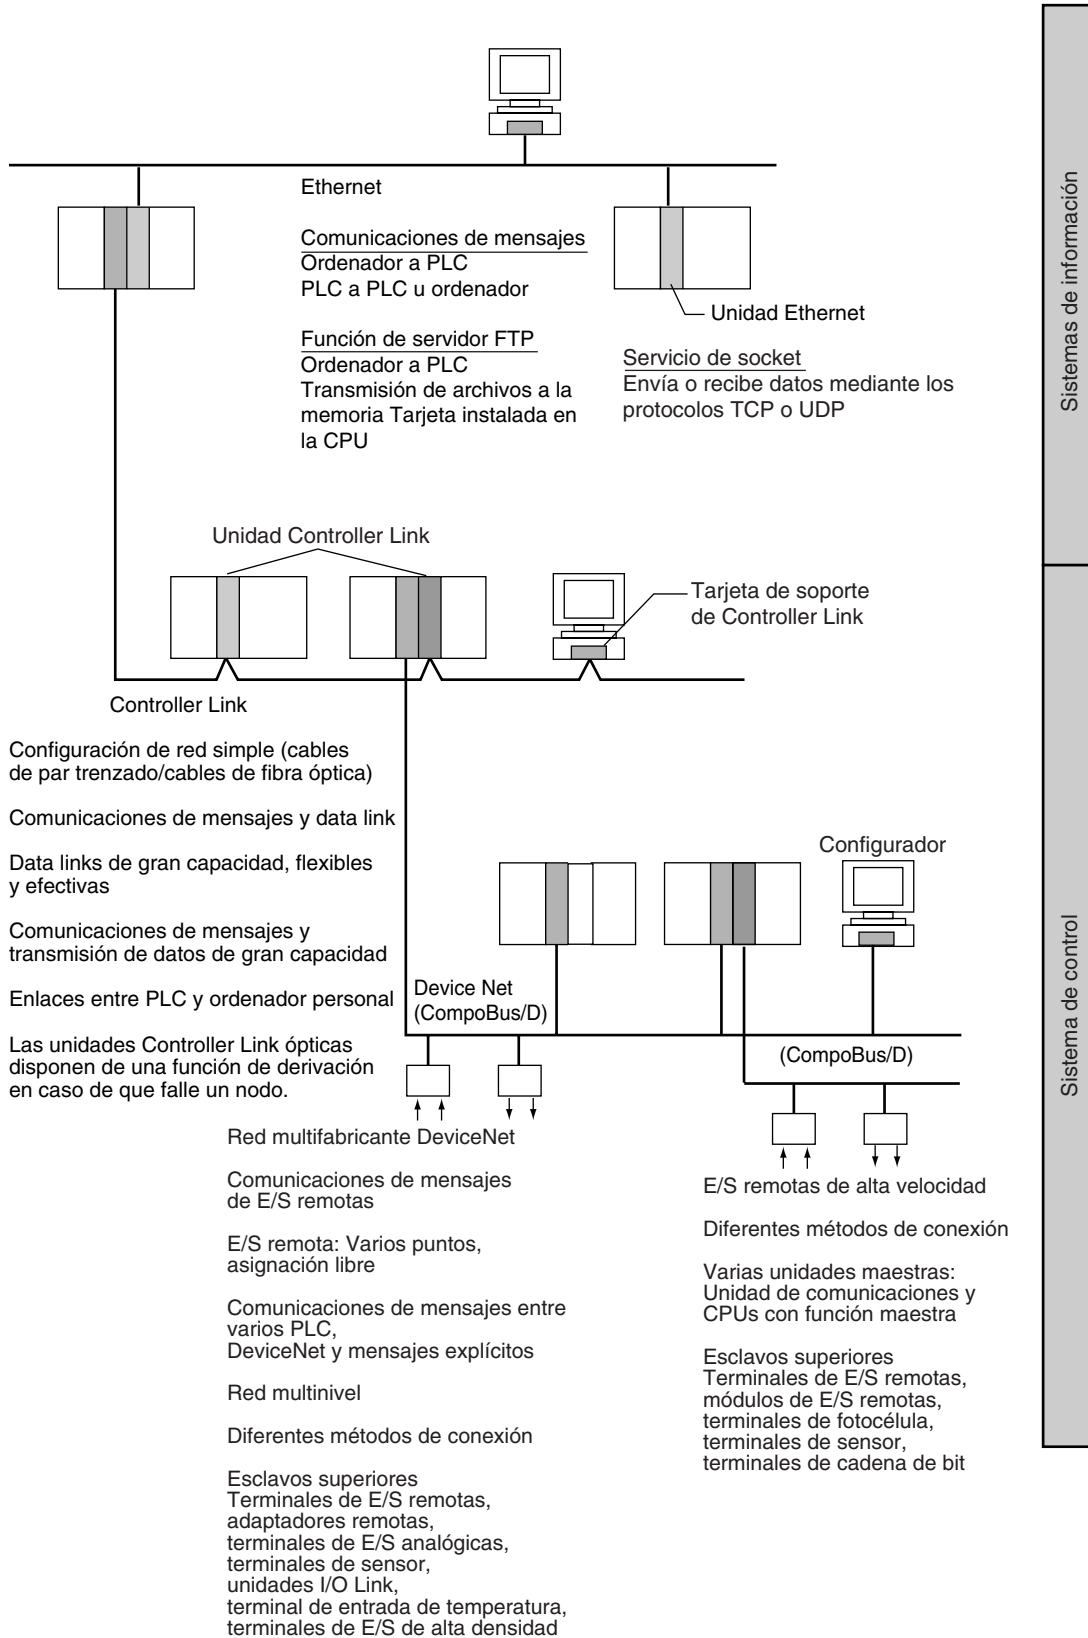 Ethernet
Comunicaciones de mensajes
Ordenador a PLC
PLC a PLC u ordenador
Función de servidor FTP
Ordenador a PLC
Transmisión de archivos a la
memoria Tarjeta instalada en
la CPU
Unidad Ethernet
Servicio de socket
Envía o recibe datos mediante los
protocolos TCP o UDP
Sistemas de información
Unidad Controller Link
Tarjeta de soporte
de Controller Link
Controller Link
Configuración de red simple (cables
de par trenzado/cables de fibra óptica)
Comunicaciones de mensajes y data link
Data links de gran capacidad, flexibles
y efectivas
Comunicaciones de mensajes y
transmisión de datos de gran capacidad
Enlaces entre PLC y ordenador personal
Las unidades Controller Link ópticas
disponen de una función de derivación
en caso de que falle un nodo.
Configurador
Device Net
(CompoBus/D)
(CompoBus/D)
Sistema de control
Red multifabricante DeviceNet
Comunicaciones de mensajes
de E/S remotas
E/S remota: Varios puntos,
asignación libre
Comunicaciones de mensajes entre
varios PLC,
DeviceNet y mensajes explícitos
Red multinivel
Diferentes métodos de conexión
Esclavos superiores
Terminales de E/S remotas,
adaptadores remotas,
terminales de E/S analógicas,
terminales de sensor,
unidades I/O Link,
terminal de entrada de temperatura,
terminales de E/S de alta densidad
E/S remotas de alta velocidad
Diferentes métodos de conexión
Varias unidades maestras:
Unidad de comunicaciones y
CPUs con función maestra
Esclavos superiores
Terminales de E/S remotas,
módulos de E/S remotas,
terminales de fotocélula,
terminales de sensor,
terminales de cadena de bit